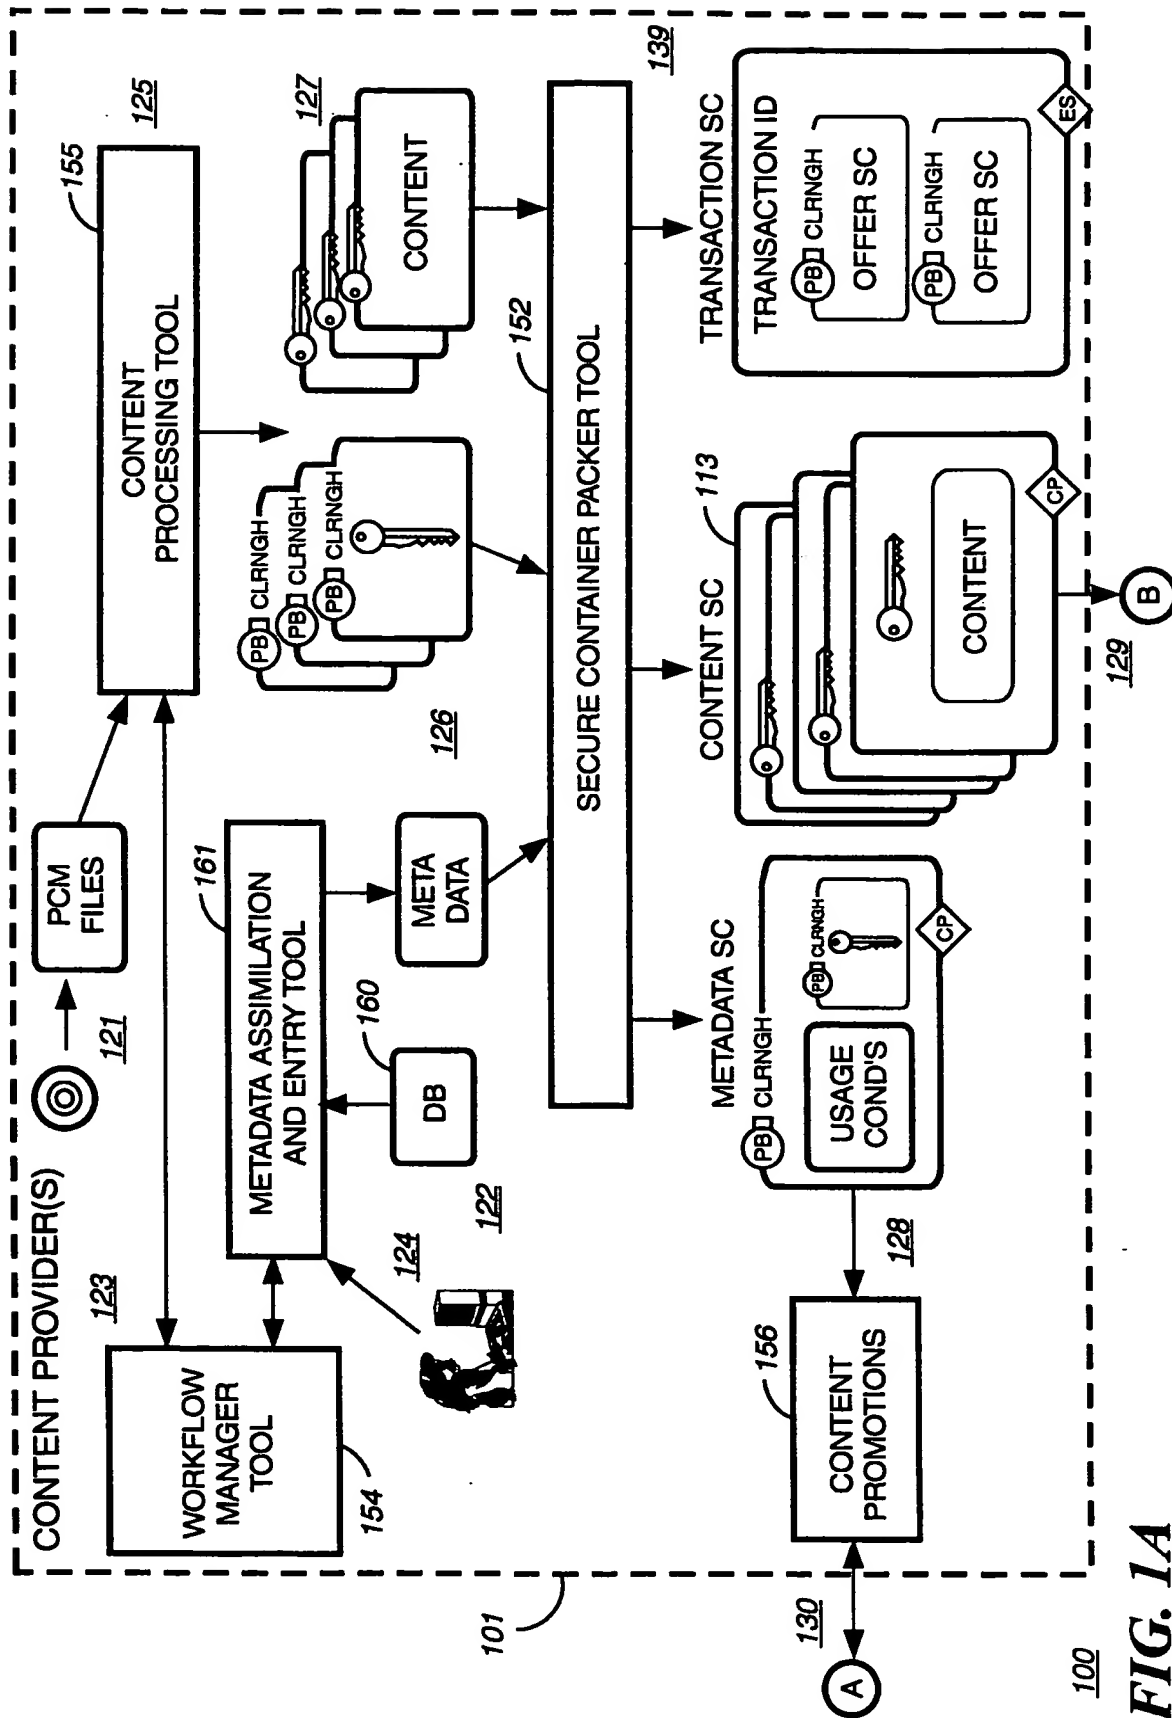 CONTENT PROVIDER(S)
123
WORKFLOW
MANAGER
TOOL
154
121
PCM
FILES
155
CONTENT
PROCESSING TOOL
125
161
METADATA ASSIMILATION
AND ENTRY TOOL
124
122
DB
160
META
DATA
126
PB CLRNGH
PB CLRNGH
PB CLRNGH
127
CONTENT
152
SECURE CONTAINER PACKER TOOL
139
METADATA SC
PB CLRNGH
USAGE
COND'S
PB CLRNGH
CP
CONTENT SC
113
CONTENT
CP
TRANSACTION SC
TRANSACTION ID
PB CLRNGH
OFFER SC
PB CLRNGH
OFFER SC
ES
128
156
CONTENT
PROMOTIONS
101
130
A
129
B
100
FIG. 1A